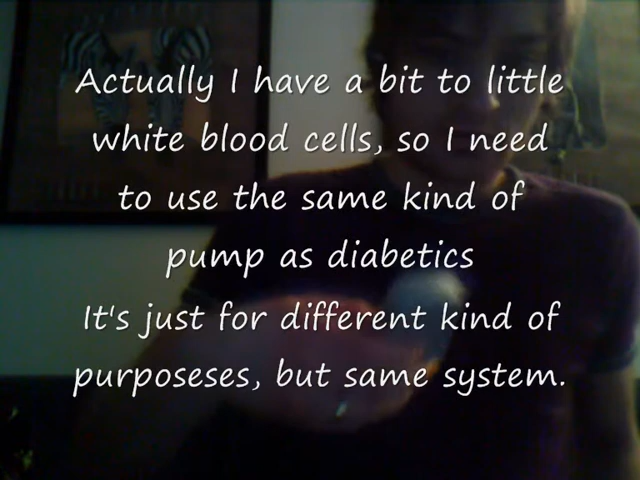 Actually I have a bit to little
white blood cells, so I need
to use the same kind of
pump as diabetics
It's just for different kind of
purposeses, but same system.